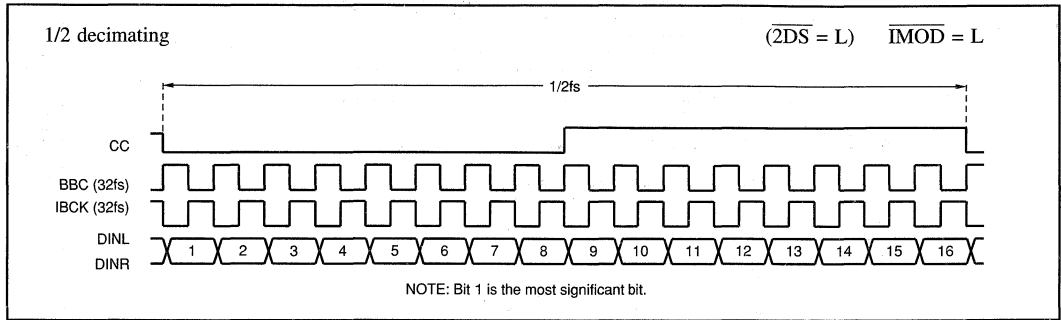 1/2 decimating (2DS = L) IMOD = L
1/2fs
CC
BBC (32fs)
IBCK (32fs)
DINL
DINR
1 2 3 4 5 6 7 8 9 10 11 12 13 14 15 16
NOTE: Bit 1 is the most significant bit.